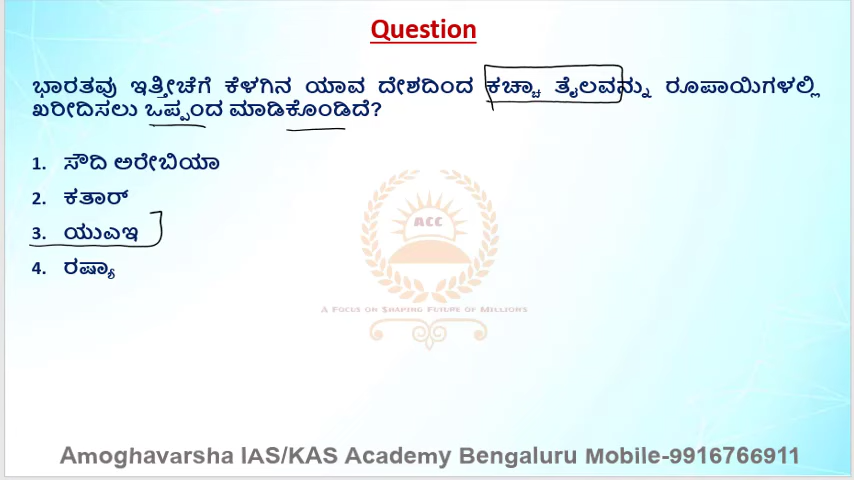 Question
ಭಾರತವು ಇತ್ತೀಚೆಗೆ ಕೆಳಗಿನ ಯಾವ ದೇಶದಿಂದ ಕಚ್ಚಾ ತೈಲವನ್ನು ರೂಪಾಯಿಗಳಲ್ಲಿ
ಖರೀದಿಸಲು ಒಪ್ಪಂದ ಮಾಡಿಕೊಂಡಿದೆ?
1. ಸೌದಿ ಅರೇಬಿಯಾ
2. ಕತಾರ್
3. ಯುಎಇ
4. ರಷ್ಯಾ
ACC
A Focus on Shaping Future of Millions
Amoghavarsha IAS/KAS Academy Bengaluru Mobile-9916766911